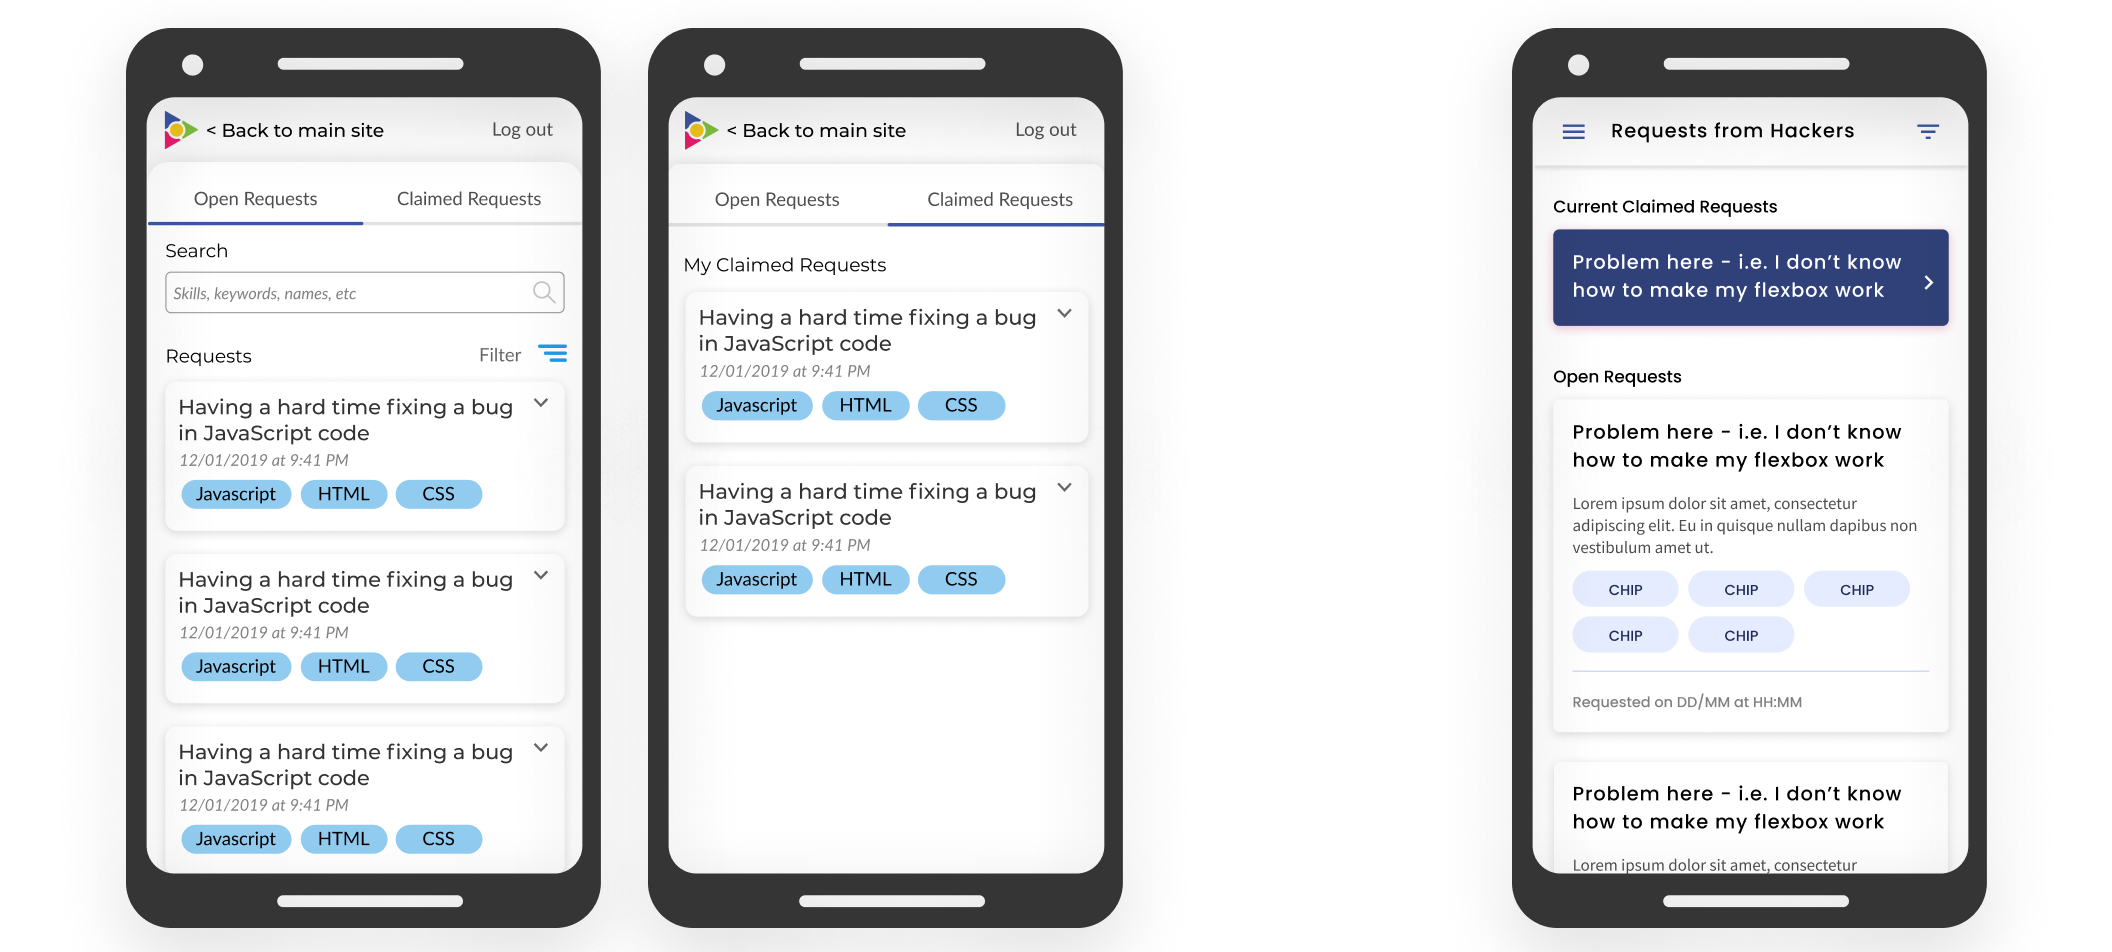 < Back to main site
Log out
Open Requests
Claimed Requests
Search
Skills, keywords, names, etc
Requests
Filter
Having a hard time fixing a bug
in JavaScript code
12/01/2019 at 9:41 PM
Javascript
HTML
CSS
Having a hard time fixing a bug
in JavaScript code
12/01/2019 at 9:41 PM
Javascript
HTML
CSS
Having a hard time fixing a bug
in JavaScript code
12/01/2019 at 9:41 PM
Javascript
HTML
CSS
< Back to main site
Log out
Open Requests
Claimed Requests
My Claimed Requests
Having a hard time fixing a bug
in JavaScript code
12/01/2019 at 9:41 PM
Javascript
HTML
CSS
Having a hard time fixing a bug
in JavaScript code
12/01/2019 at 9:41 PM
Javascript
HTML
CSS
Requests from Hackers
Current Claimed Requests
Problem here - i.e. I don't know
how to make my flexbox work
Open Requests
Problem here - i.e. I don't know
how to make my flexbox work
Lorem ipsum dolor sit amet, consectetur
adipiscing elit. Eu in quisque nullam dapibus non
vestibulum amet ut.
CHIP
CHIP
CHIP
CHIP
CHIP
Requested on DD/MM at HH:MM
Problem here - i.e. I don't know
how to make my flexbox work
Lorem ipsum dolor sit amet, consectetur